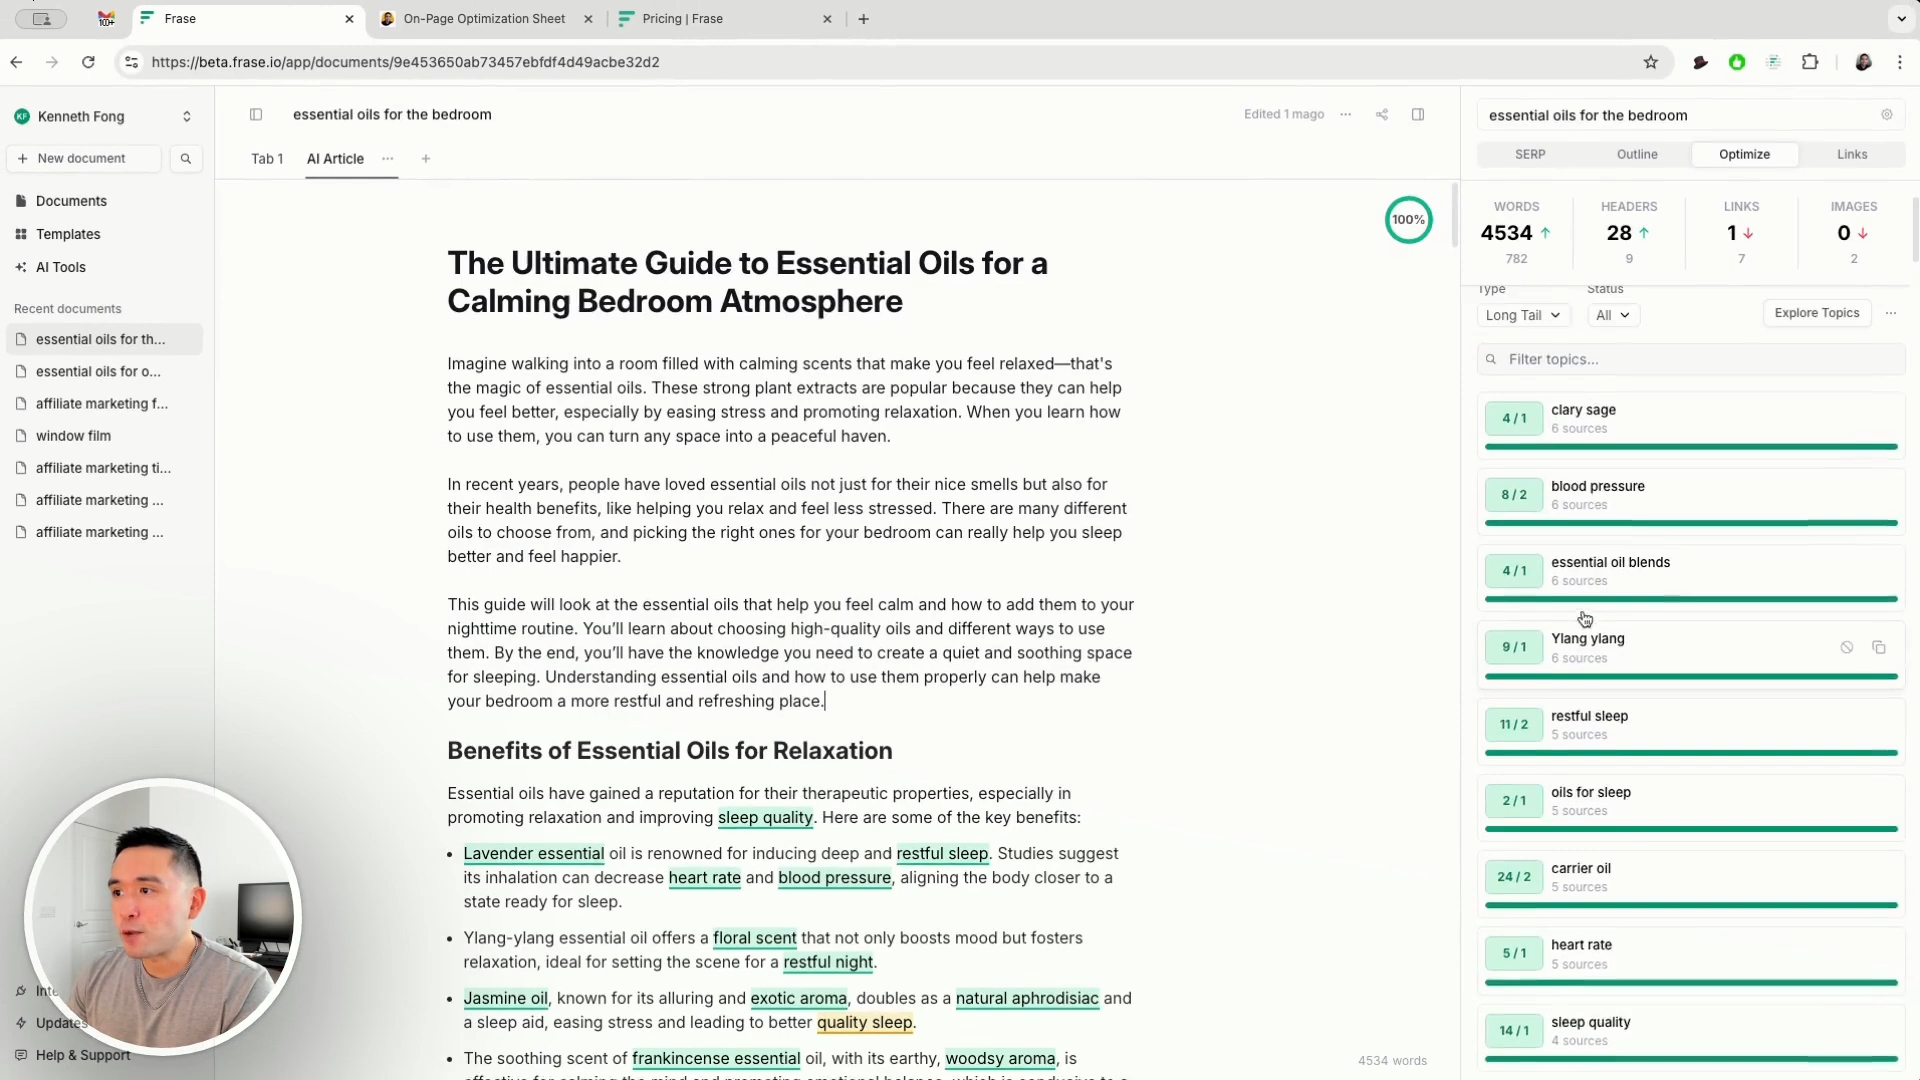 100+
Frase
On-Page Optimization Sheet
Pricing | Frase
https://beta.frase.io/app/documents/9e453650ab73457ebfdf4d49acbe32d2
KF
Kenneth Fong
New document
Documents
Templates
AI Tools
Recent documents
essential oils for th...
essential oils for o...
affiliate marketing f...
window film
affiliate marketing ti...
affiliate marketing ...
affiliate marketing ...
Updates
Help & Support
essential oils for the bedroom
Edited 1 mago
Tab 1
AI Article
100%
The Ultimate Guide to Essential Oils for a
Calming Bedroom Atmosphere
Imagine walking into a room filled with calming scents that make you feel relaxed—that's
the magic of essential oils. These strong plant extracts are popular because they can help
you feel better, especially by easing stress and promoting relaxation. When you learn how
to use them, you can turn any space into a peaceful haven.
In recent years, people have loved essential oils not just for their nice smells but also for
their health benefits, like helping you relax and feel less stressed. There are many different
oils to choose from, and picking the right ones for your bedroom can really help you sleep
better and feel happier.
This guide will look at the essential oils that help you feel calm and how to add them to your
nighttime routine. You'll learn about choosing high-quality oils and different ways to use
them. By the end, you'll have the knowledge you need to create a quiet and soothing space
for sleeping. Understanding essential oils and how to use them properly can help make
your bedroom a more restful and refreshing place.
Benefits of Essential Oils for Relaxation
Essential oils have gained a reputation for their therapeutic properties, especially in
promoting relaxation and improving sleep quality. Here are some of the key benefits:
• Lavender essential oil is renowned for inducing deep and restful sleep. Studies suggest
its inhalation can decrease heart rate and blood pressure, aligning the body closer to a
state ready for sleep.
• Ylang-ylang essential oil offers a floral scent that not only boosts mood but fosters
relaxation, ideal for setting the scene for a restful night.
• Jasmine oil, known for its alluring and exotic aroma, doubles as a natural aphrodisiac and
a sleep aid, easing stress and leading to better quality sleep.
• The soothing scent of frankincense essential oil, with its earthy, woodsy aroma, is
4534 words
essential oils for the bedroom
SERP
Outline
Optimize
Links
WORDS
4534 ↑
782
HEADERS
28 ↑
9
LINKS
1 ↓
7
IMAGES
0 ↓
2
Type
Long Tail
Status
All
Explore Topics
Filter topics...
4 / 1
clary sage
6 sources
8 / 2
blood pressure
6 sources
4 / 1
essential oil blends
6 sources
9 / 1
Ylang ylang
6 sources
11 / 2
restful sleep
5 sources
2 / 1
oils for sleep
5 sources
24 / 2
carrier oil
5 sources
5 / 1
heart rate
5 sources
14 / 1
sleep quality
4 sources